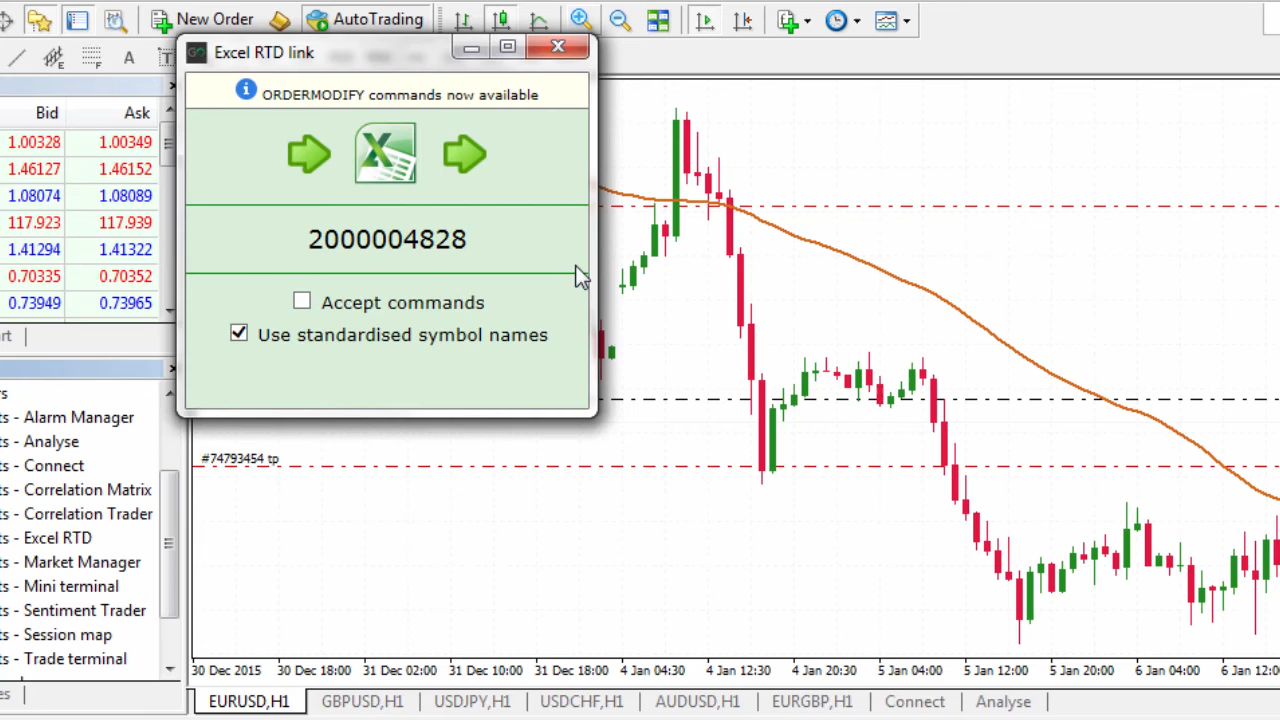 New Order
AutoTrading
E
F
A
T
Excel RTD link
ORDERMODIFY commands now available
2000004828
Accept commands
Use standardised symbol names
Bid Ask
1.00328 1.00349
1.46127 1.46152
1.08074 1.08089
117.923 117.939
1.41294 1.41322
0.70335 0.70352
0.73949 0.73965
rt
rs
ts - Alarm Manager
ts - Analyse
ts - Connect
ts - Correlation Matrix
ts - Correlation Trader
ts - Excel RTD
ts - Market Manager
ts - Mini terminal
ts - Sentiment Trader
ts - Session map
ts - Trade terminal
es
#74793454 tp
30 Dec 2015 30 Dec 18:00 31 Dec 02:00 31 Dec 10:00 31 Dec 18:00 4 Jan 04:30 4 Jan 12:30 4 Jan 20:30 5 Jan 04:00 5 Jan 12:00 5 Jan 20:00 6 Jan 04:00 6 Jan 12:00
EURUSD,H1 GBPUSD,H1 USDJPY,H1 USDCHF,H1 AUDUSD,H1 EURGBP,H1 Connect Analyse